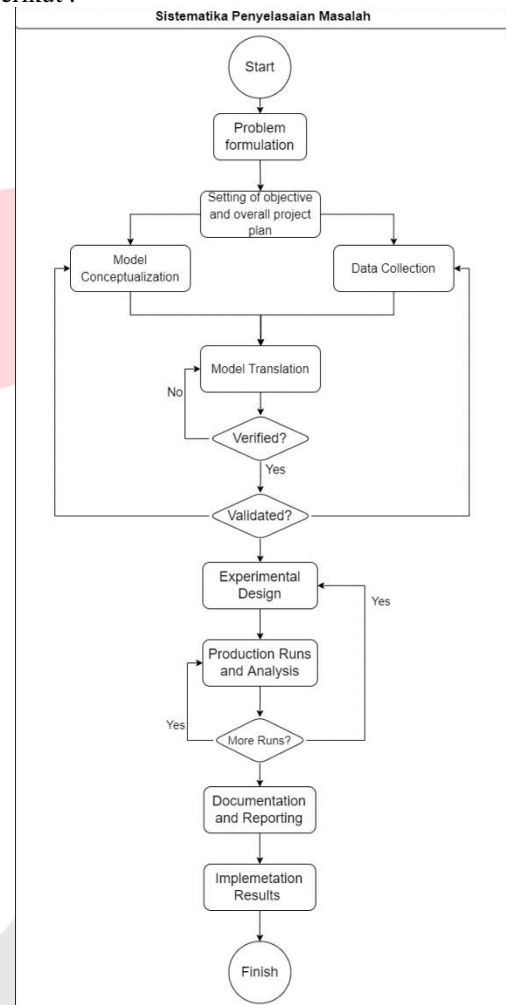 Sistematika Penyelasaian Masalah
Start
Problem
formulation
Setting of objective
and overall project
plan
Model
Conceptualization
Data Collection
Model Translation
No
Verified?
Yes
Validated?
Experimental
Design
Yes
Production Runs
and Analysis
Yes
More Runs?
Documentation
and Reporting
Implemetation
Results
Finish